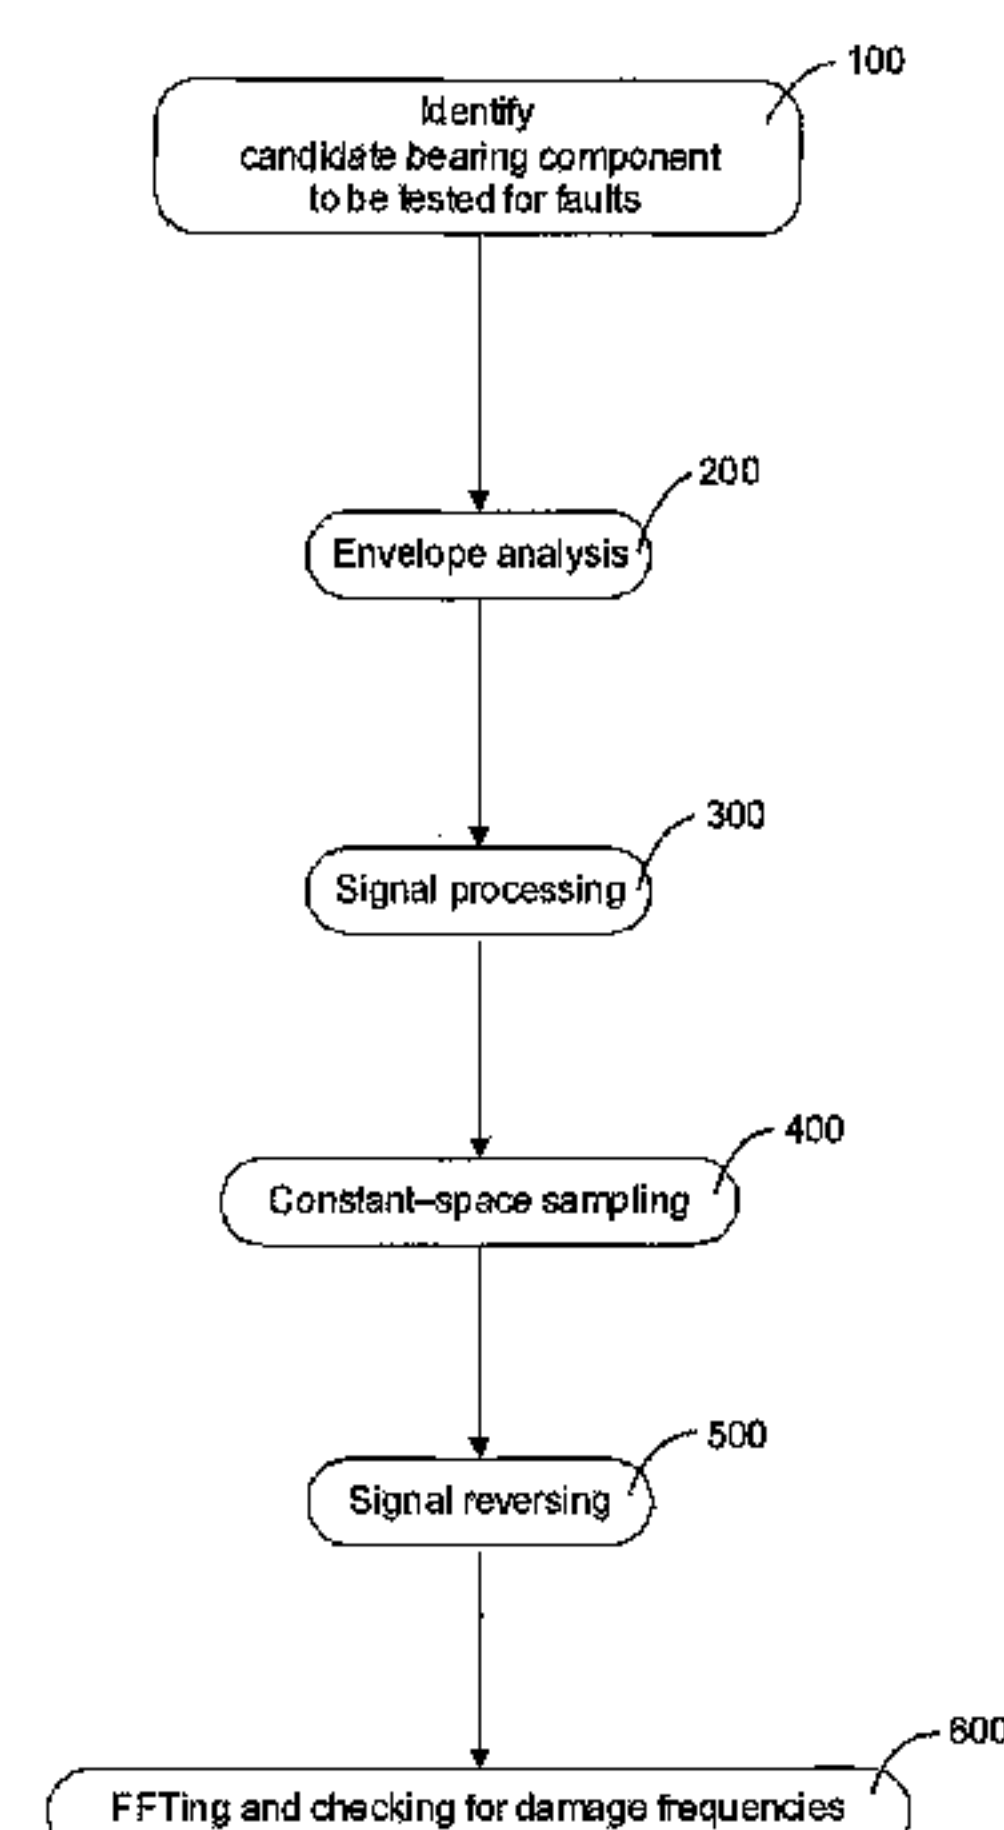 100
Identify
candidate bearing component
to be tested for faults
200
Envelope analysis
300
Signal processing
400
Constant–space sampling
500
Signal reversing
600
FFTing and checking for damage frequencies